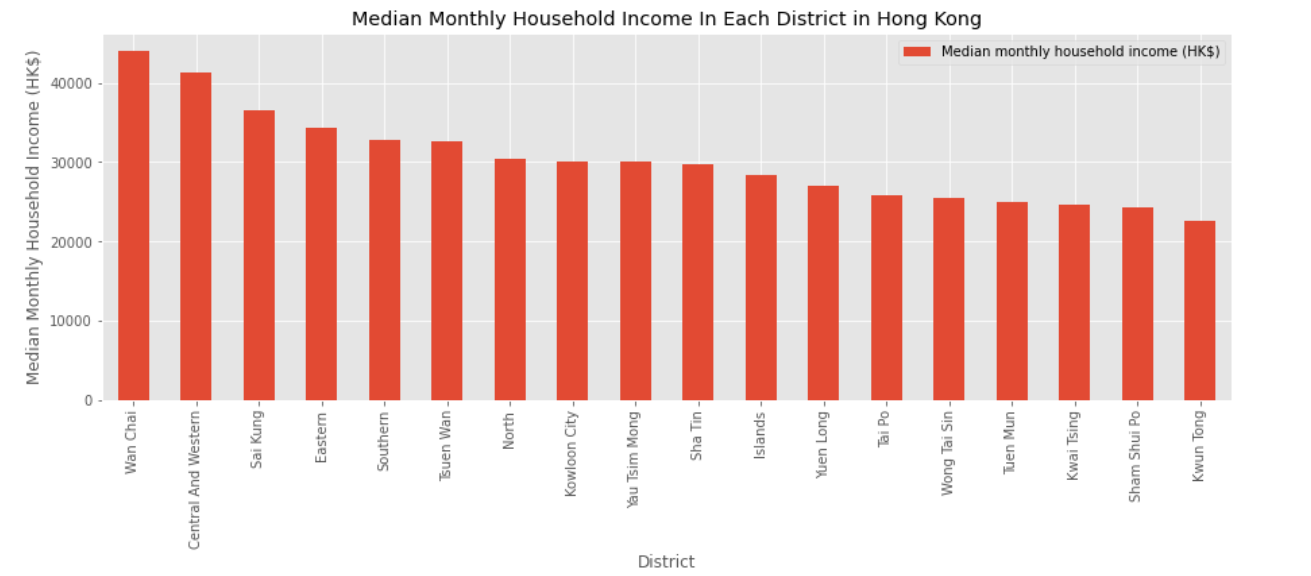 Median Monthly Household Income In Each District in Hong Kong
Median monthly household income (HK$)
Median Monthly Household Income (HK$)
40000
30000
20000
10000
0
Wan Chai
Central And Western
Sai Kung
Eastern
Southern
Tsuen Wan
North
Kowloon City
Yau Tsim Mong
Sha Tin
Islands
Yuen Long
Tai Po
Wong Tai Sin
Tuen Mun
Kwai Tsing
Sham Shui Po
Kwun Tong
District